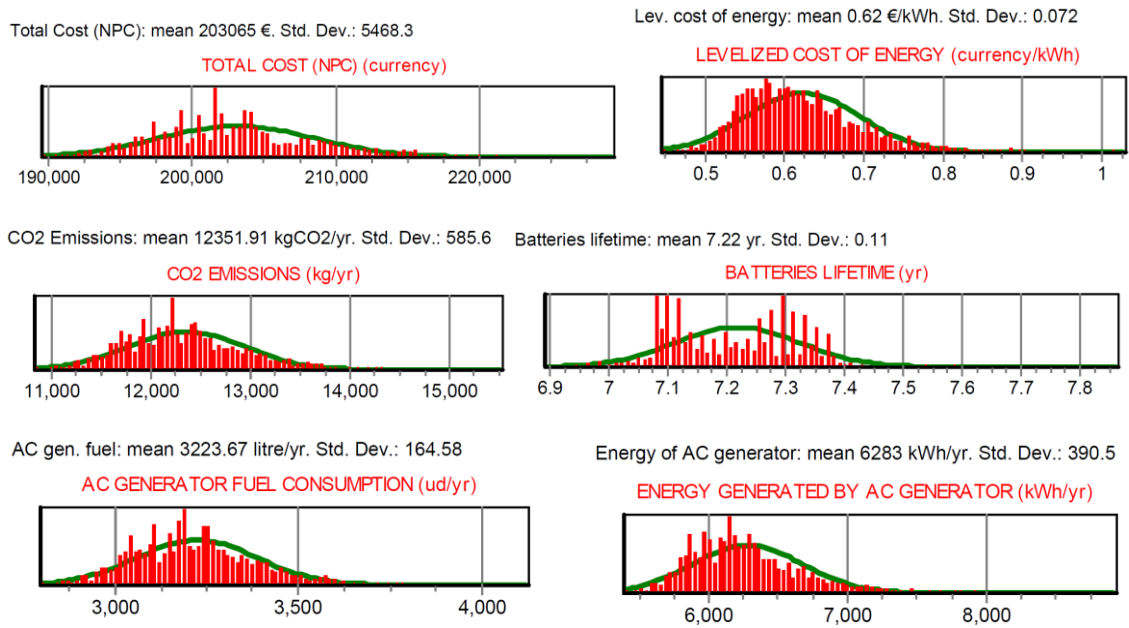 Total Cost (NPC): mean 203065 €. Std. Dev.: 5468.3
TOTAL COST (NPC) (currency)
190,000 200,000 210,000 220,000
Lev. cost of energy: mean 0.62 €/kWh. Std. Dev.: 0.072
LEVELIZED COST OF ENERGY (currency/kWh)
0.5 0.6 0.7 0.8 0.9 1
CO2 Emissions: mean 12351.91 kgCO2/yr. Std. Dev.: 585.6
CO2 EMISSIONS (kg/yr)
11,000 12,000 13,000 14,000 15,000
Batteries lifetime: mean 7.22 yr. Std. Dev.: 0.11
BATTERIES LIFETIME (yr)
6.9 7 7.1 7.2 7.3 7.4 7.5 7.6 7.7 7.8
AC gen. fuel: mean 3223.67 litre/yr. Std. Dev.: 164.58
AC GENERATOR FUEL CONSUMPTION (ud/yr)
3,000 3,500 4,000
Energy of AC generator: mean 6283 kWh/yr. Std. Dev.: 390.5
ENERGY GENERATED BY AC GENERATOR (kWh/yr)
6,000 7,000 8,000